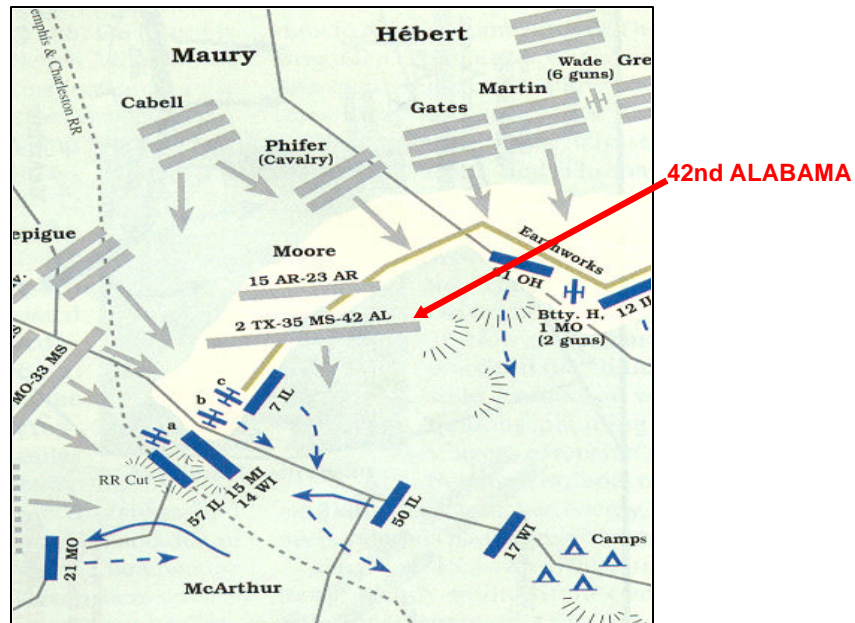 emphis & Charleston RR
Maury
Hébert
Cabell
Phifer
(Cavalry)
Gates
Martin
Wade
(6 guns)
Gre
42nd ALABAMA
epigue
Moore
15 AR-23 AR
2 TX-35 MS-42 AL
Earthworks
1 OH
Btty. H,
1 MO
(2 guns)
12 I
MO-33 MS
c
b
a
7 IL
RR Cut
57 IL
15 MI
14 WI
50 IL
17 WI
Camps
21 MO
McArthur